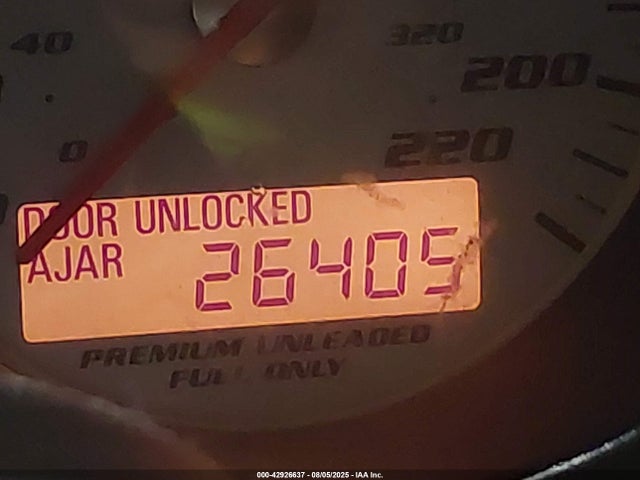 40
320
200
0
220
DOOR UNLOCKED
AJAR
26405
PREMIUM UNLEADED
FUEL ONLY
000-42926637 - 08/05/2025 - IAA Inc.